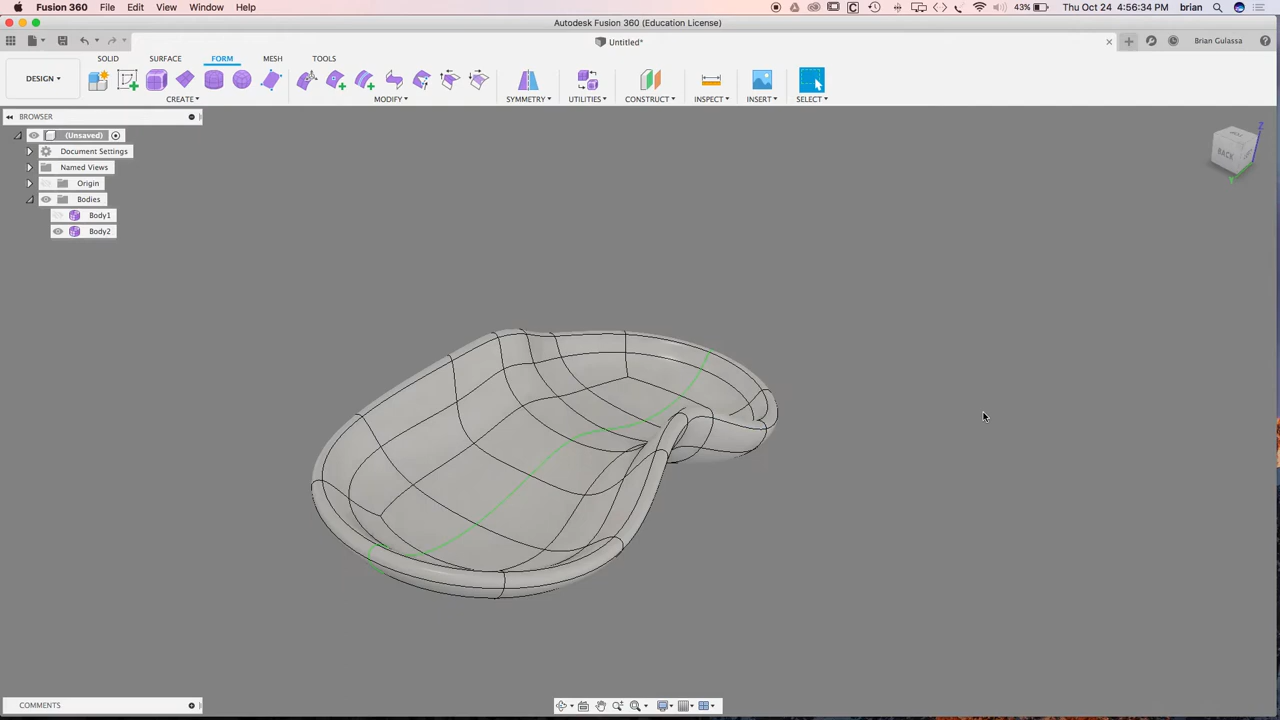 Fusion 360 File Edit View Window Help 43% Thu Oct 24 4:56:34 PM brian
Autodesk Fusion 360 (Education License)
Untitled* Brian Gulassa
SOLID SURFACE FORM MESH TOOLS
DESIGN
CREATE MODIFY SYMMETRY UTILITIES CONSTRUCT INSPECT INSERT SELECT
BROWSER
(Unsaved)
Document Settings
Named Views
Origin
Bodies
Body1
Body2
Z
BACK
Y
COMMENTS